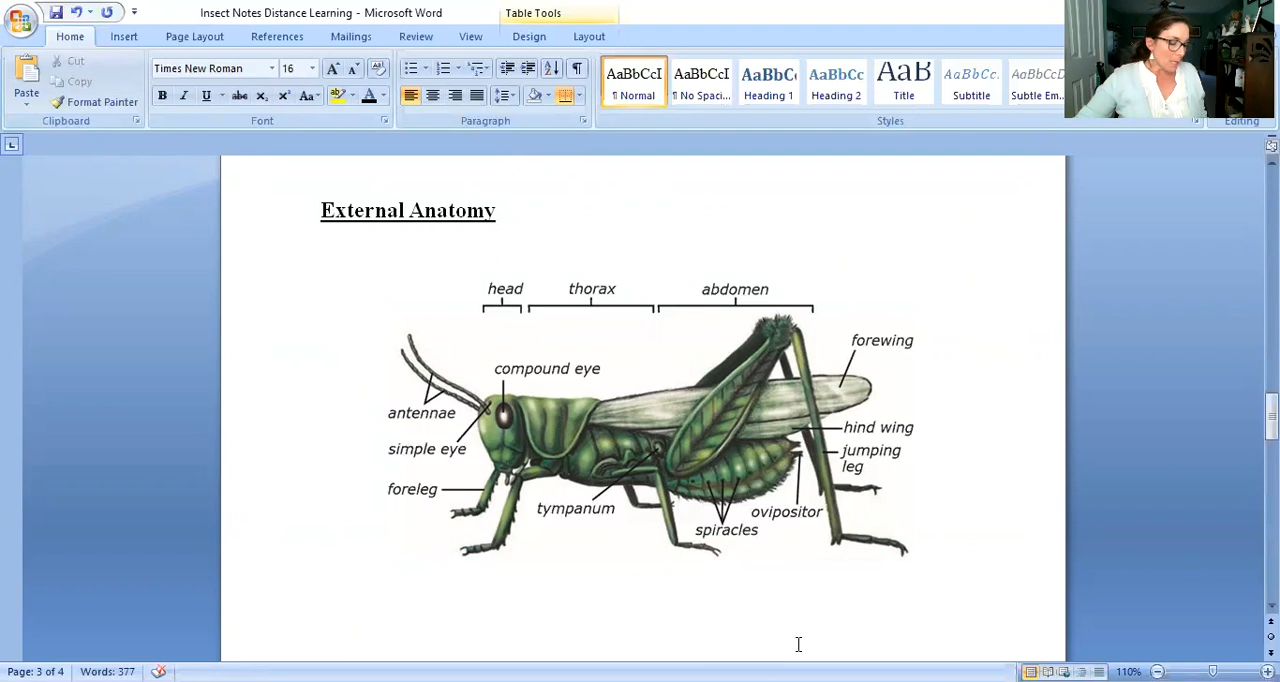 Insect Notes Distance Learning - Microsoft Word
Table Tools
Home Insert Page Layout References Mailings Review View Design Layout
Paste
Cut
Copy
Format Painter
Clipboard
Times New Roman 16
Font
Paragraph
AaBbCcI AaBbCcI AaBbC AaBbCc AaB AaBbCc. AaBbCcD
¶ Normal ¶ No Spaci... Heading 1 Heading 2 Title Subtitle Subtle Em...
Styles
Editing
External Anatomy
head thorax abdomen
forewing
compound eye
antennae
hind wing
simple eye
jumping
leg
foreleg
tympanum
ovipositor
spiracles
Page: 3 of 4 Words: 377 110%